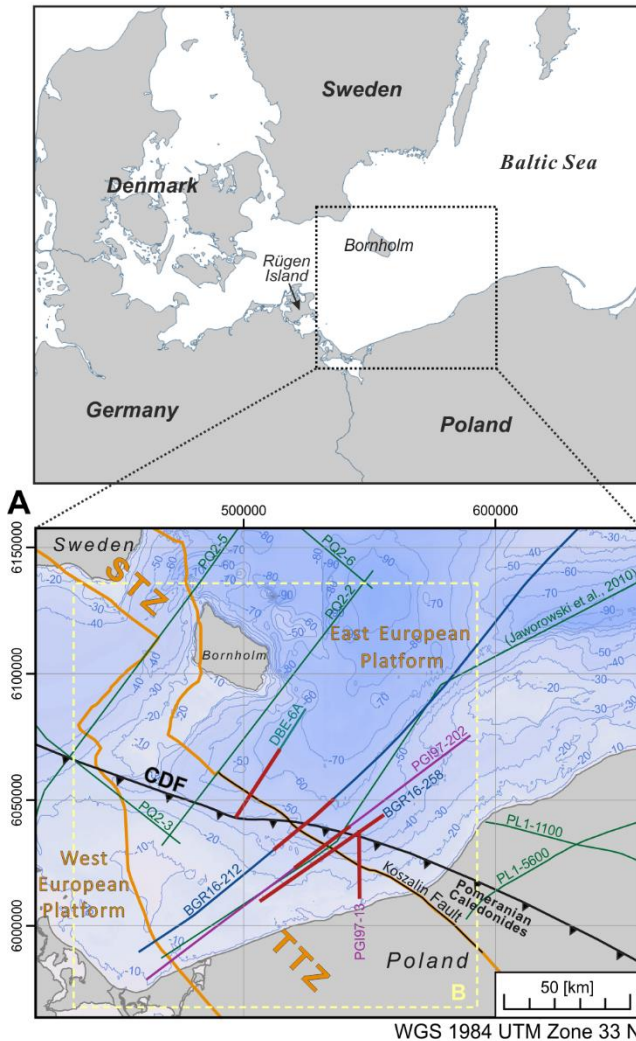 Sweden
Baltic Sea
Denmark
Bornholm
Rügen
Island
Germany
Poland
A
500000
600000
6150000
6100000
6050000
6000000
Sweden
STZ
PQ2-5
PQ2-6
PQ2-2
(Jaworowski et al., 2010)
East European
Platform
Bornholm
DBE-6A
PGI97-202
BGR16-258
CDF
PQ2-3
West
European
Platform
BGR16-212
PL1-1100
PL1-5600
Koszalin Fault
Pomeranian
Caledonides
PGI97-13
TTZ
Poland
B
50 [km]
WGS 1984 UTM Zone 33 N